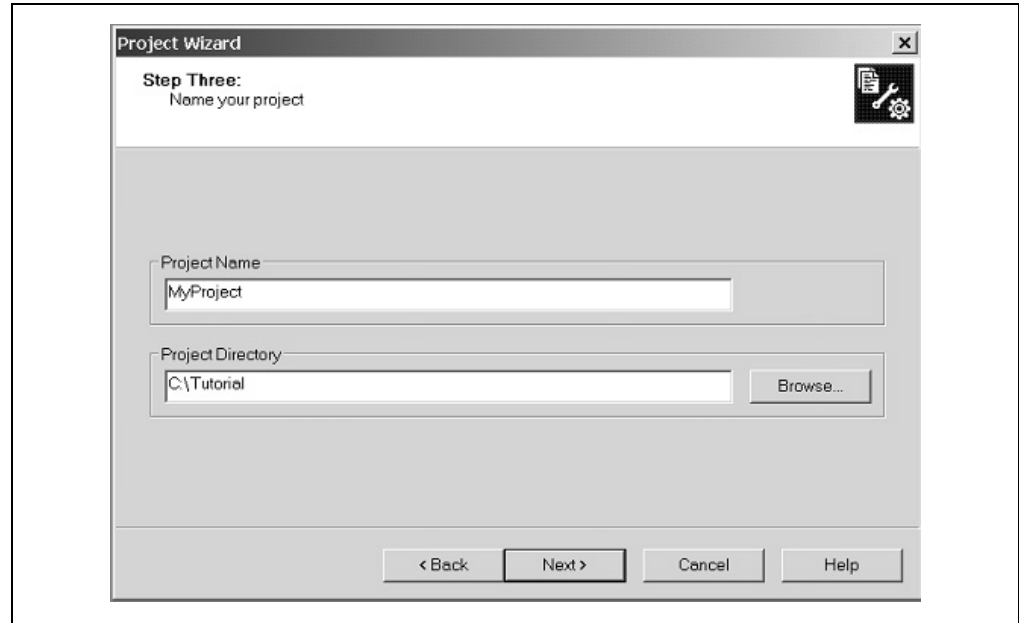 Project Wizard
Step Three:
Name your project
Project Name
MyProject
Project Directory
C:\Tutorial
Browse...
< Back
Next >
Cancel
Help